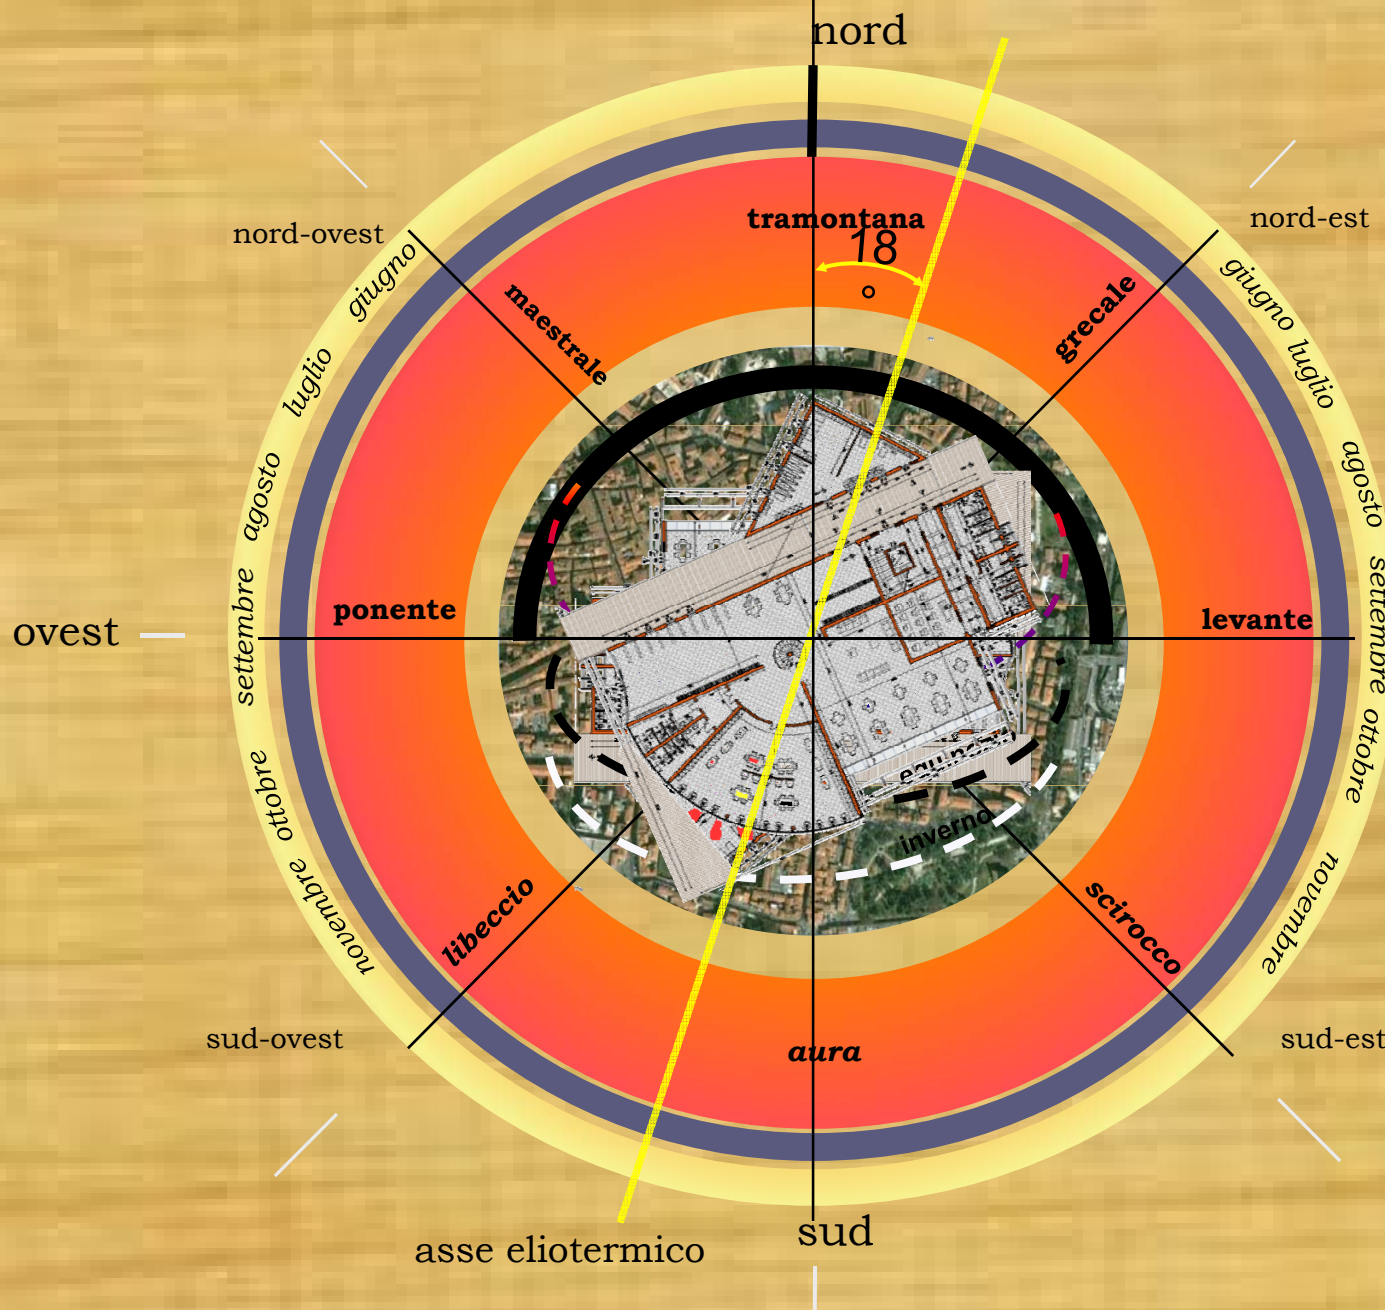 nord
nord-ovest
nord-est
tramontana
18
°
maestrale
grecale
giugno
luglio
agosto
settembre
ottobre
novembre
giugno
luglio
agosto
settembre
ottobre
novembre
ovest
ponente
levante
inverno
libeccio
scirocco
sud-ovest
sud-est
aura
sud
asse eliotermico